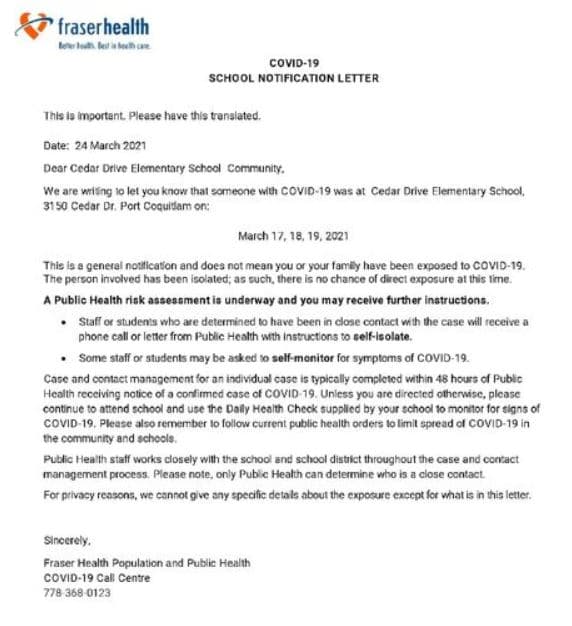 fraserhealth
Better health. Best in health care.
COVID-19
SCHOOL NOTIFICATION LETTER
This is important. Please have this translated.
Date: 24 March 2021
Dear Cedar Drive Elementary School Community,
We are writing to let you know that someone with COVID-19 was at Cedar Drive Elementary School,
3150 Cedar Dr. Port Coquitlam on:
March 17, 18, 19, 2021
This is a general notification and does not mean you or your family have been exposed to COVID-19.
The person involved has been isolated; as such, there is no chance of direct exposure at this time.
A Public Health risk assessment is underway and you may receive further instructions.
• Staff or students who are determined to have been in close contact with the case will receive a
phone call or letter from Public Health with instructions to self-isolate.
• Some staff or students may be asked to self-monitor for symptoms of COVID-19.
Case and contact management for an individual case is typically completed within 48 hours of Public
Health receiving notice of a confirmed case of COVID-19. Unless you are directed otherwise, please
continue to attend school and use the Daily Health Check supplied by your school to monitor for signs of
COVID-19. Please also remember to follow current public health orders to limit spread of COVID-19 in
the community and schools.
Public Health staff works closely with the school and school district throughout the case and contact
management process. Please note, only Public Health can determine who is a close contact.
For privacy reasons, we cannot give any specific details about the exposure except for what is in this letter.
Sincerely,
Fraser Health Population and Public Health
COVID-19 Call Centre
778-368-0123